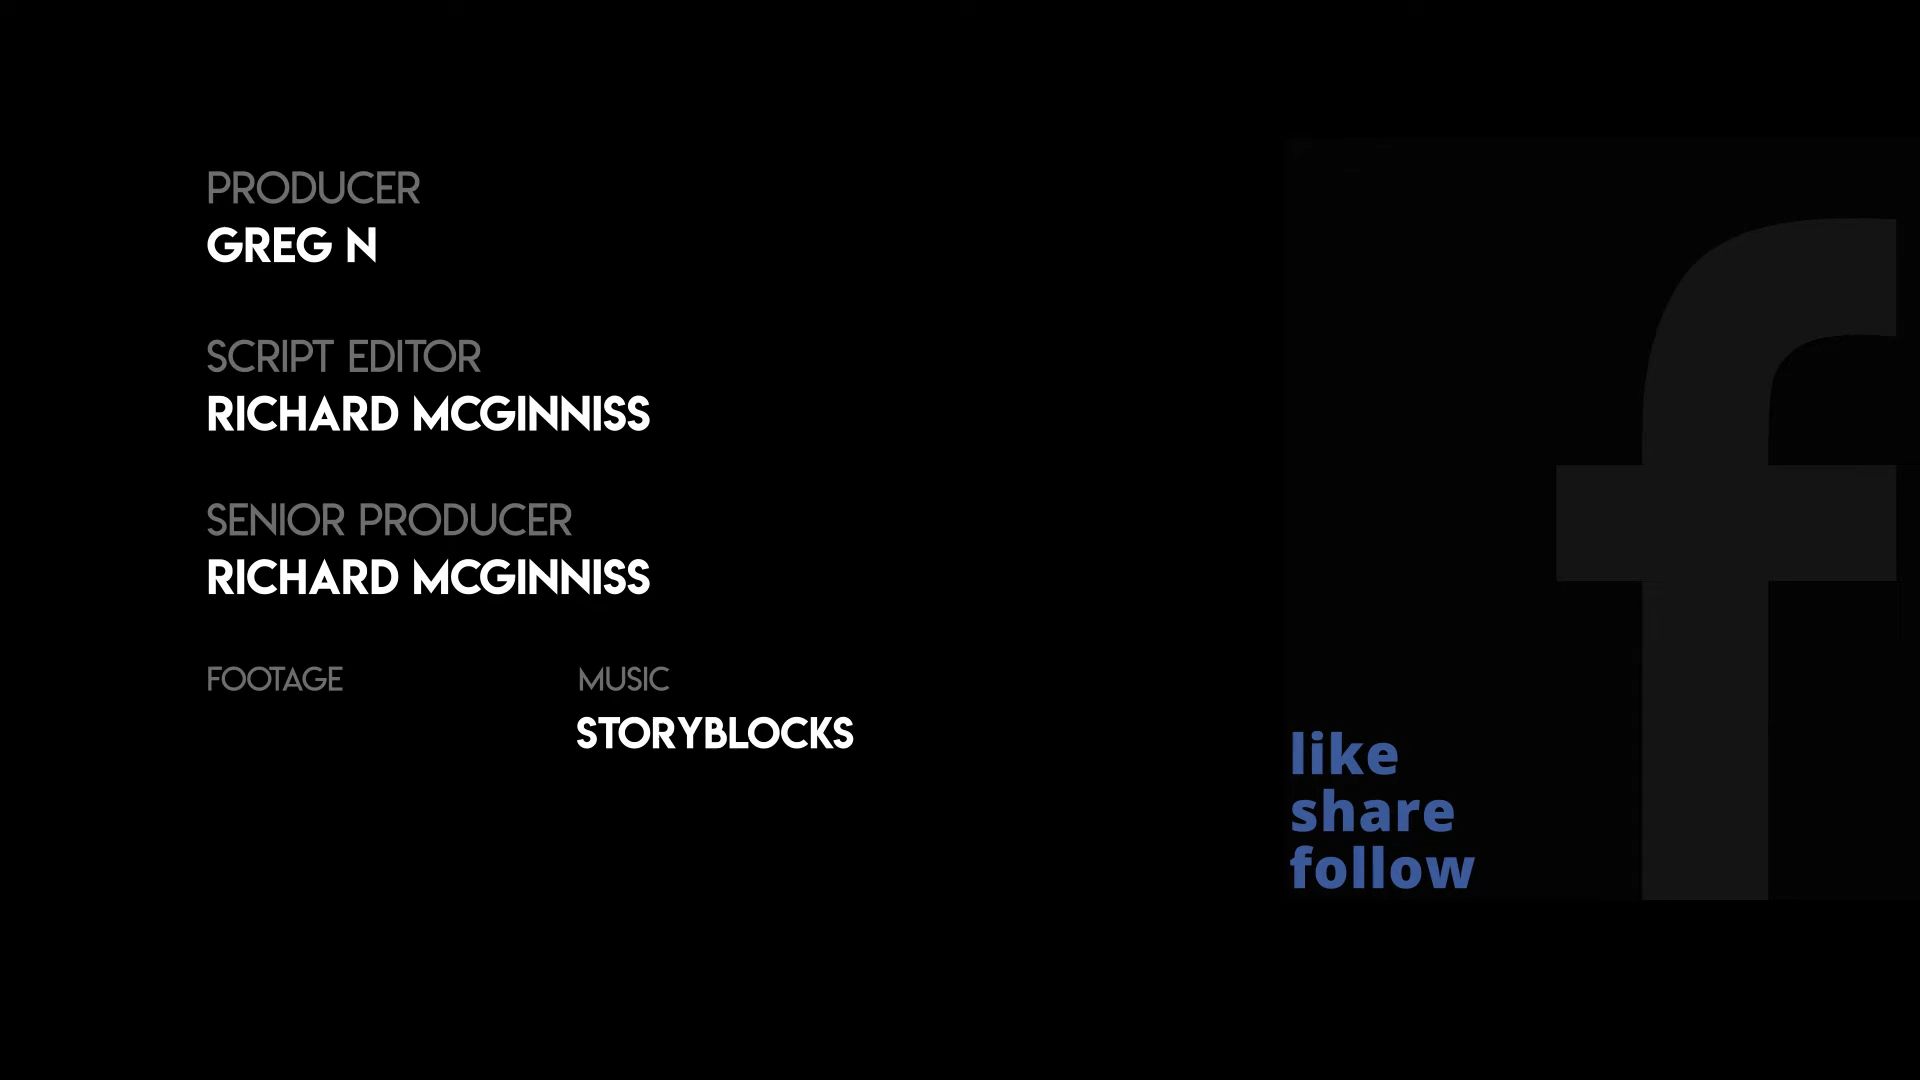 PRODUCER
GREG N
SCRIPT EDITOR
RICHARD MCGINNISS
SENIOR PRODUCER
RICHARD MCGINNISS
FOOTAGE
MUSIC
STORYBLOCKS
like
share
follow
f